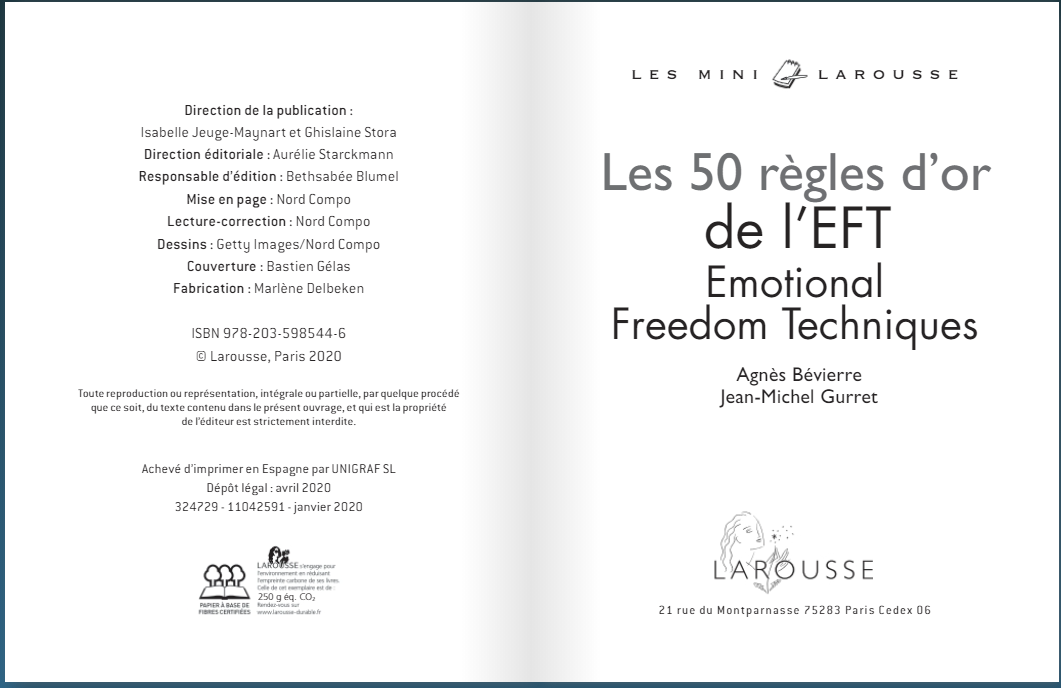 Direction de la publication :
Isabelle Jeuge-Maynart et Ghislaine Stora
Direction éditoriale : Aurélie Starckmann
Responsable d'édition : Bethsabée Blumel
Mise en page : Nord Compo
Lecture-correction : Nord Compo
Dessins : Getty Images/Nord Compo
Couverture : Bastien Gélas
Fabrication : Marlène Delbeken
ISBN 978-203-598544-6
© Larousse, Paris 2020
Toute reproduction ou représentation, intégrale ou partielle, par quelque procédé
que ce soit, du texte contenu dans le présent ouvrage, et qui est la propriété
de l'éditeur est strictement interdite.
Achevé d'imprimer en Espagne par UNIGRAF SL
Dépôt légal : avril 2020
324729 - 11042591 - janvier 2020
PAPIER À BASE DE
FIBRES CERTIFIÉES
LAROUSSE s'engage pour
l'environnement en réduisant
l'empreinte carbone de ses livres.
Celle de cet exemplaire est de :
250 g éq. CO₂
Rendez-vous sur
www.larousse-durable.fr
LES MINI LAROUSSE
Les 50 règles d'or
de l'EFT
Emotional
Freedom Techniques
Agnès Bévierre
Jean-Michel Gurret
LAROUSSE
21 rue du Montparnasse 75283 Paris Cedex 06